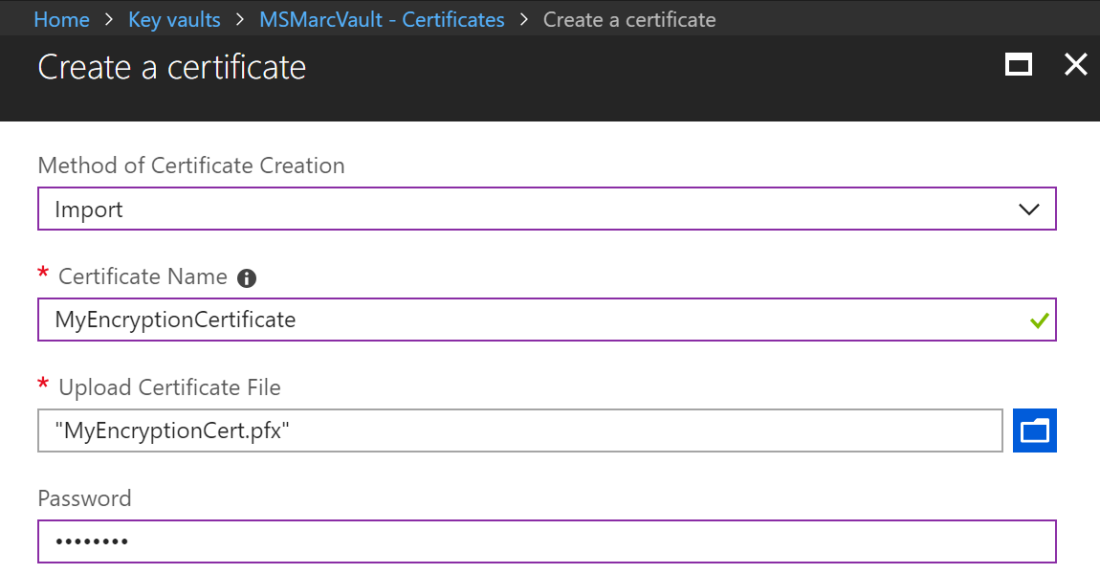 Home > Key vaults > MSMarcVault - Certificates > Create a certificate
Create a certificate
Method of Certificate Creation
Import
* Certificate Name
MyEncryptionCertificate
* Upload Certificate File
"MyEncryptionCert.pfx"
Password
••••••••